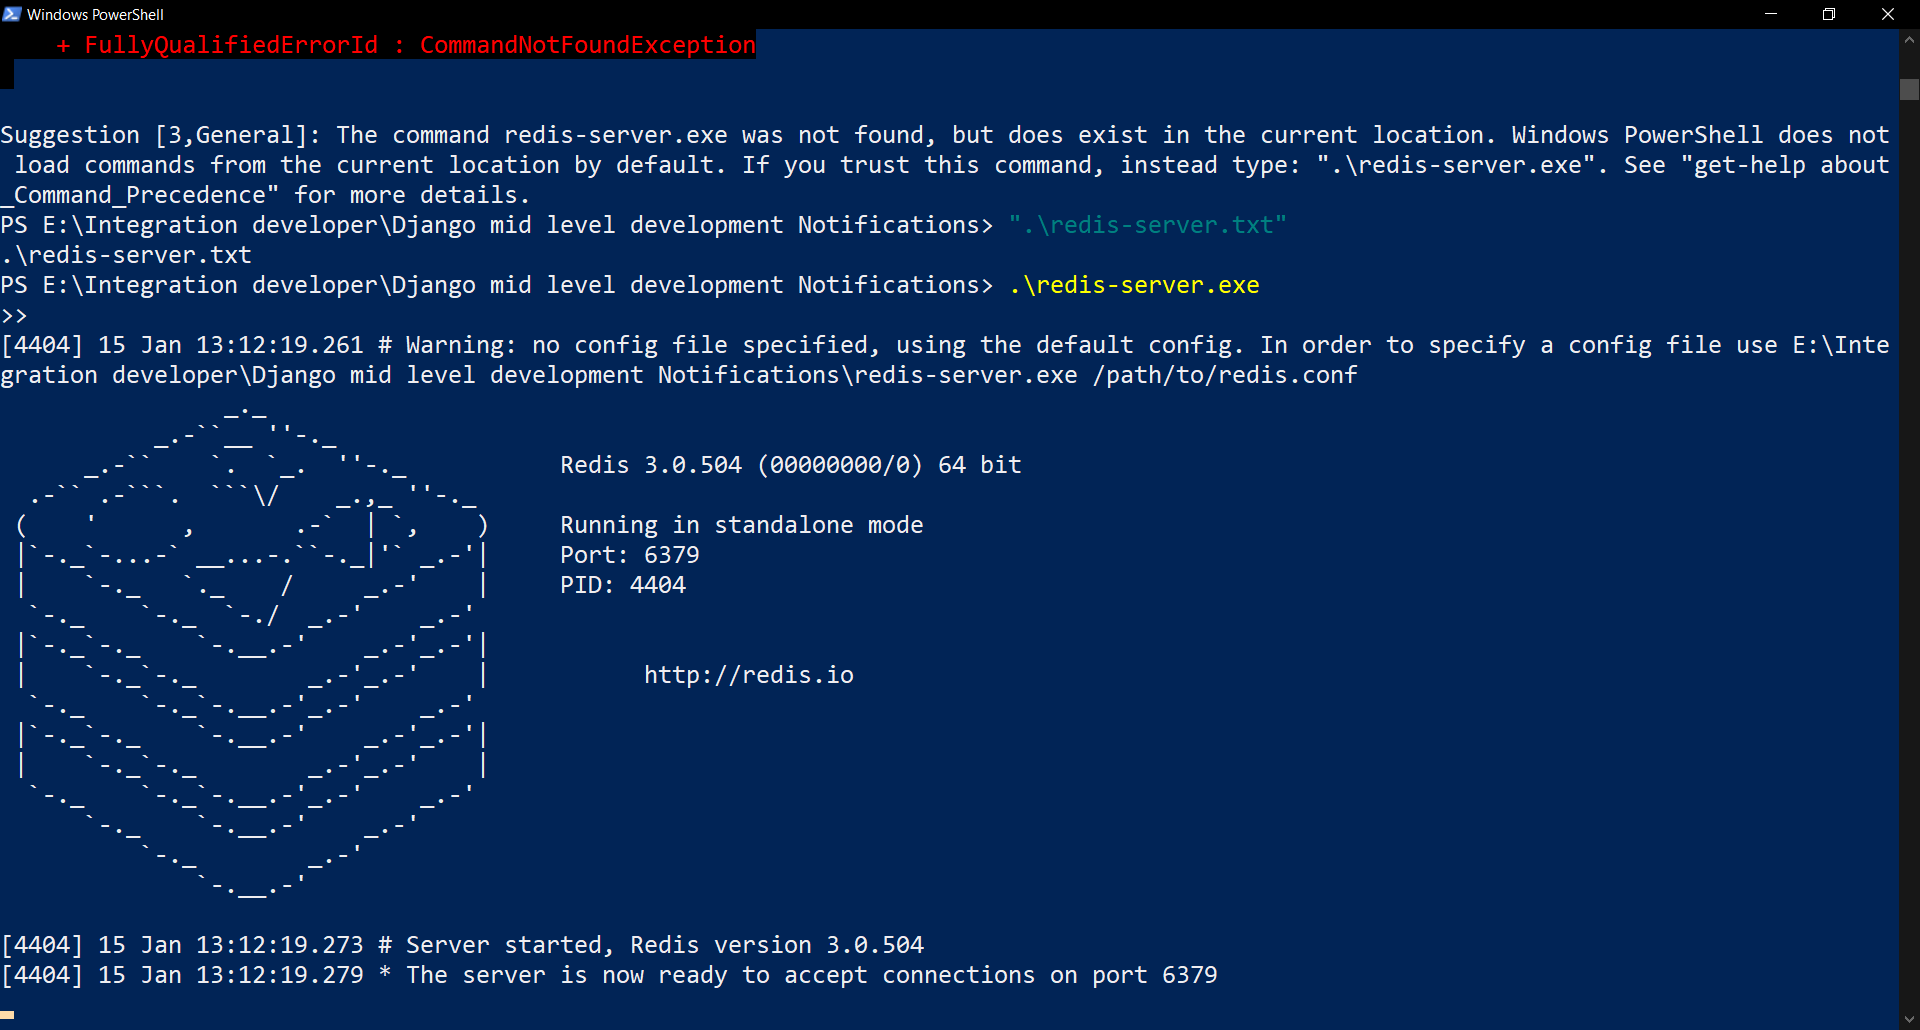 Windows PowerShell
+ FullyQualifiedErrorId : CommandNotFoundException
Suggestion [3,General]: The command redis-server.exe was not found, but does exist in the current location. Windows PowerShell does not
 load commands from the current location by default. If you trust this command, instead type: ".\redis-server.exe". See "get-help about
_Command_Precedence" for more details.
PS E:\Integration developer\Django mid level development Notifications> ".\redis-server.txt"
.\redis-server.txt
PS E:\Integration developer\Django mid level development Notifications> .\redis-server.exe
>>
[4404] 15 Jan 13:12:19.261 # Warning: no config file specified, using the default config. In order to specify a config file use E:\Inte
gration developer\Django mid level development Notifications\redis-server.exe /path/to/redis.conf
Redis 3.0.504 (00000000/0) 64 bit
Running in standalone mode
Port: 6379
PID: 4404
http://redis.io
[4404] 15 Jan 13:12:19.273 # Server started, Redis version 3.0.504
[4404] 15 Jan 13:12:19.279 * The server is now ready to accept connections on port 6379